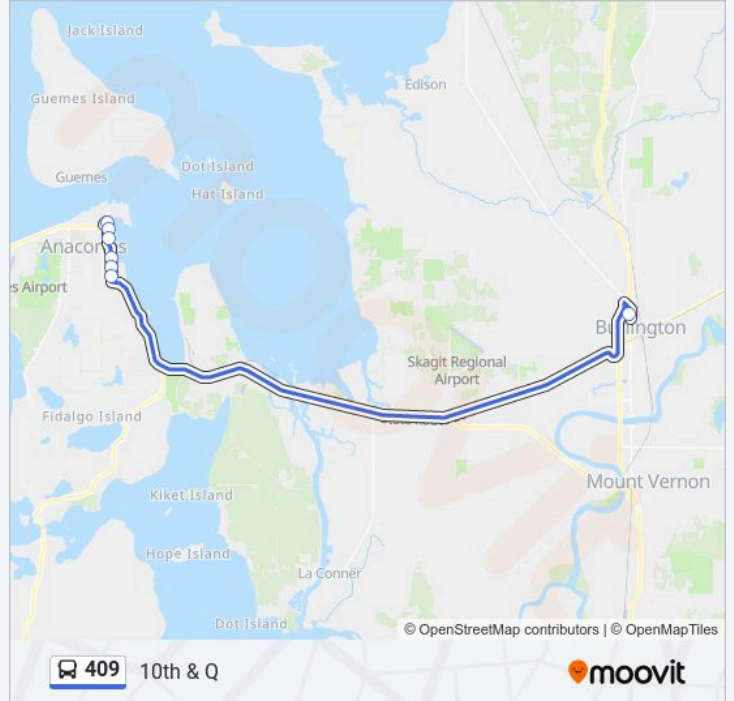 Jack Island
Edison
Guemes Island
Dot Island
Guemes
Hat Island
Anacortes
es Airport
Burlington
Skagit Regional
Airport
Fidalgo Island
Mount Vernon
Kiket Island
Hope Island
La Conner
Dot Island
© OpenStreetMap contributors | © OpenMapTiles
409 10th & Q
moovit